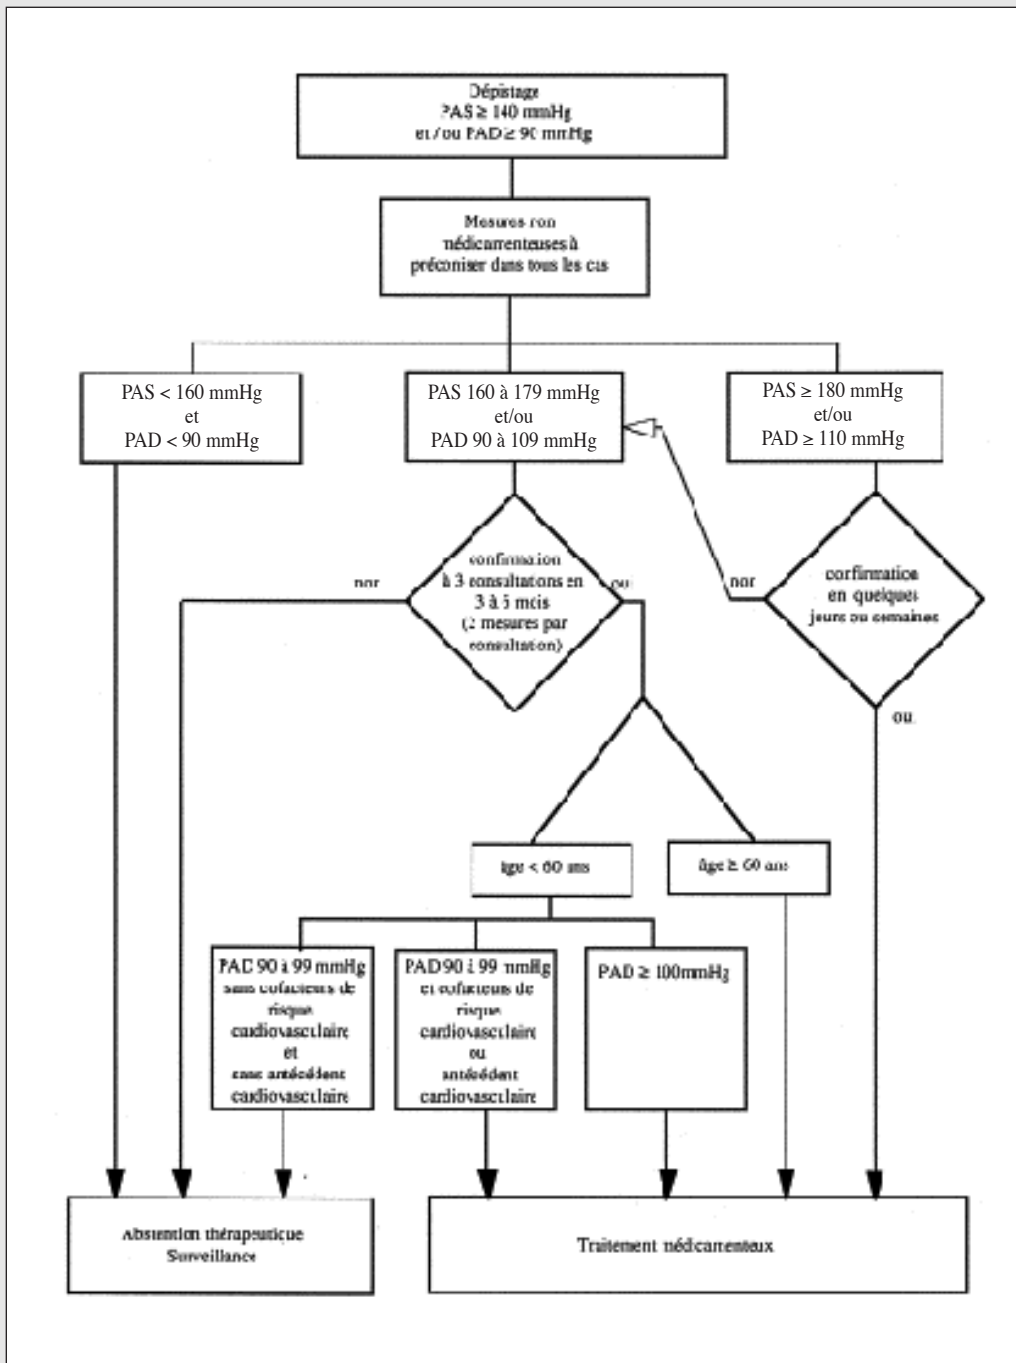 Dépistage
PAS ≥ 140 mmHg
et / ou PAD ≥ 90 mmHg
Mesures non
médicamenteuses à
préconiser dans tous les cas
PAS < 160 mmHg
et
PAD < 90 mmHg
PAS 160 à 179 mmHg
et/ou
PAD 90 à 109 mmHg
PAS ≥ 180 mmHg
et/ou
PAD ≥ 110 mmHg
confirmation
à 3 consultations en
3 à 6 mois
(2 mesures par
consultation)
non
oui
non
confirmation
en quelques
jours ou semaines
oui
âge < 60 ans
âge ≥ 60 ans
PAD 90 à 99 mmHg
sans cofacteurs de
risque
cardiovasculaire
et
sans antécédent
cardiovasculaire
PAD 90 à 99 mmHg
et cofacteurs de
risque
cardiovasculaire
ou
antécédent
cardiovasculaire
PAD ≥ 100mmHg
Abstention thérapeutique
Surveillance
Traitement médicamenteux